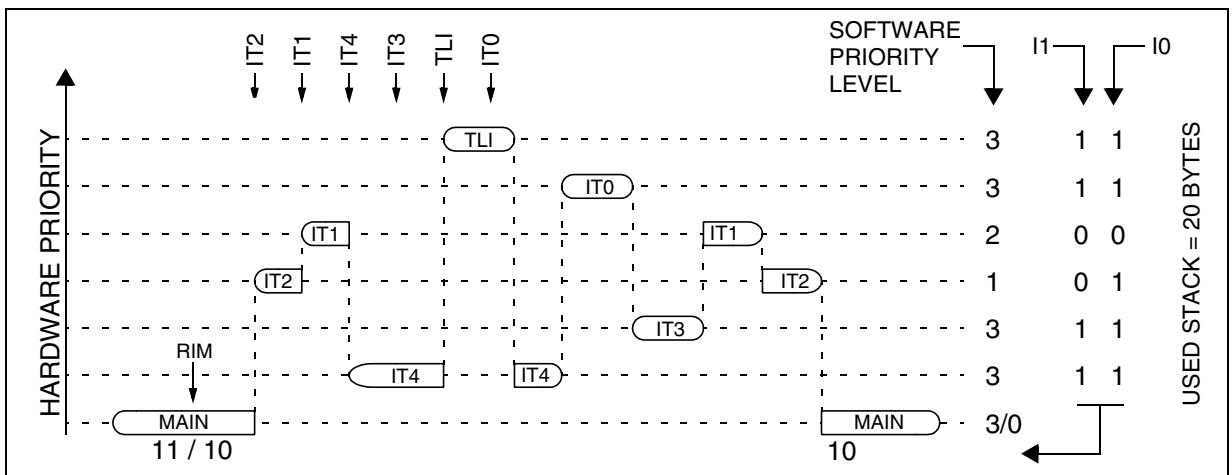 HARDWARE PRIORITY
IT2
IT1
IT4
IT3
TLI
IT0
SOFTWARE
PRIORITY
LEVEL
I1
I0
TLI
3
1 1
IT0
3
1 1
IT1
IT1
2
0 0
IT2
IT2
1
0 1
IT3
3
1 1
RIM
IT4
IT4
3
1 1
MAIN
MAIN
3/0
11 / 10
10
USED STACK = 20 BYTES